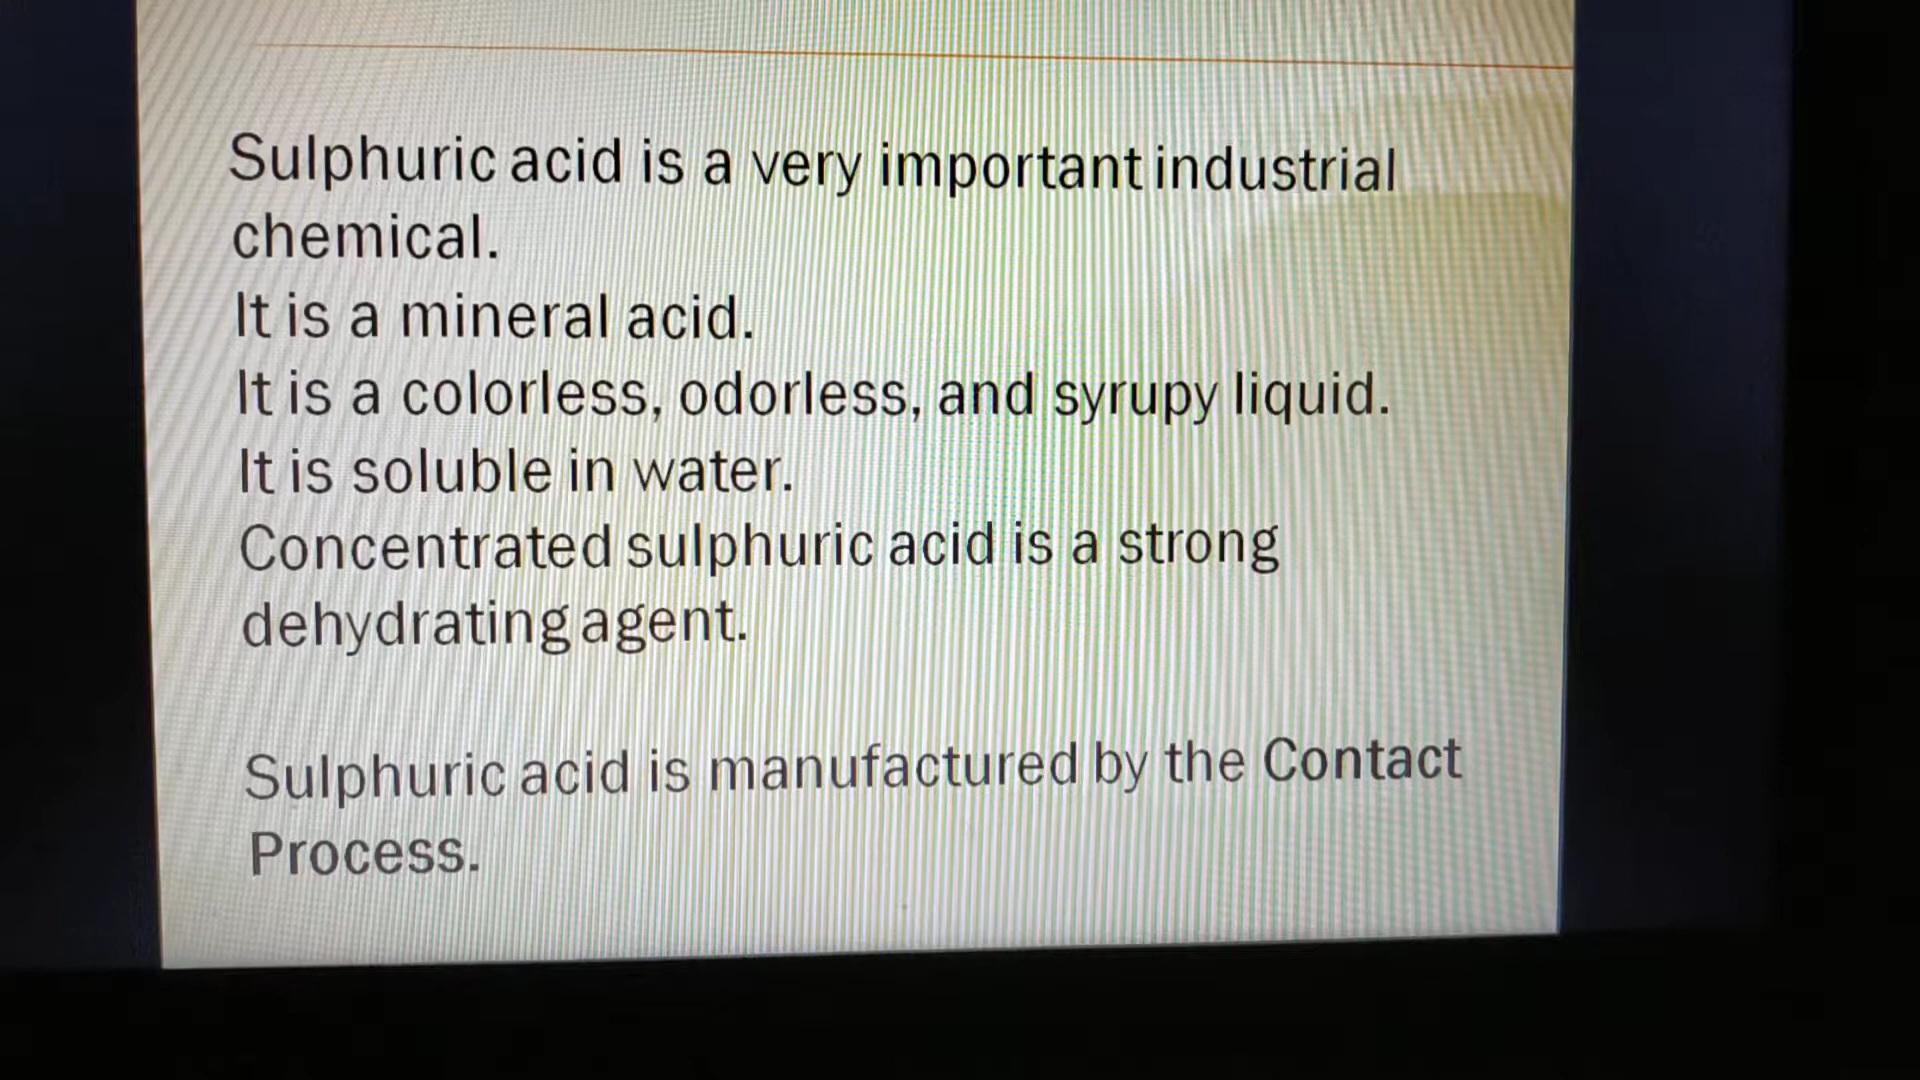 Sulphuric acid is a very important industrial
chemical.
It is a mineral acid.
It is a colorless, odorless, and syrupy liquid.
It is soluble in water.
Concentrated sulphuric acid is a strong
dehydrating agent.
Sulphuric acid is manufactured by the Contact
Process.